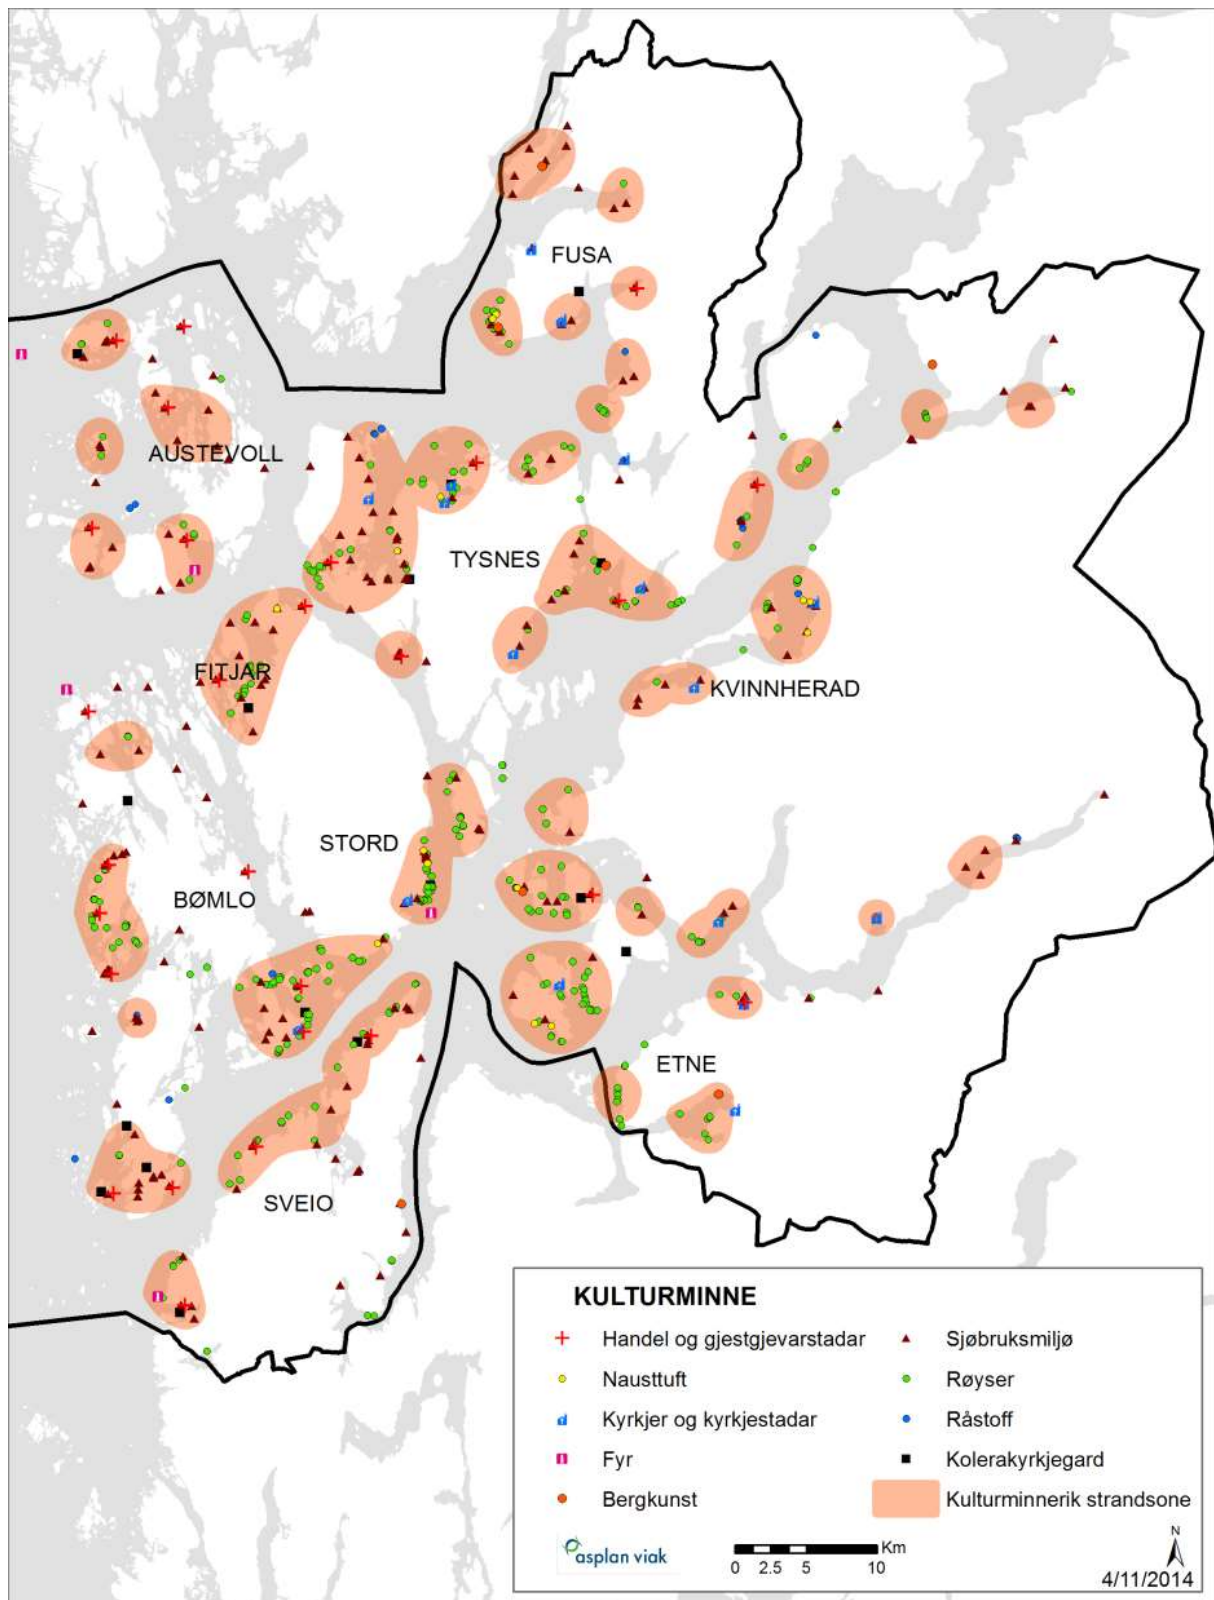 FUSA
AUSTEVOLL
TYSNES
FITJAR
KVINNHERAD
STORD
BØMLO
ETNE
SVEIO
KULTURMINNE
Handel og gjestgjevarstadar
Sjøbruksmiljø
Nausttuft
Røyser
Kyrkjer og kyrkjestadar
Råstoff
Fyr
Kolerakyrkjegard
Bergkunst
Kulturminnerik strandsone
asplan viak
Km
0 2.5 5 10
N
4/11/2014